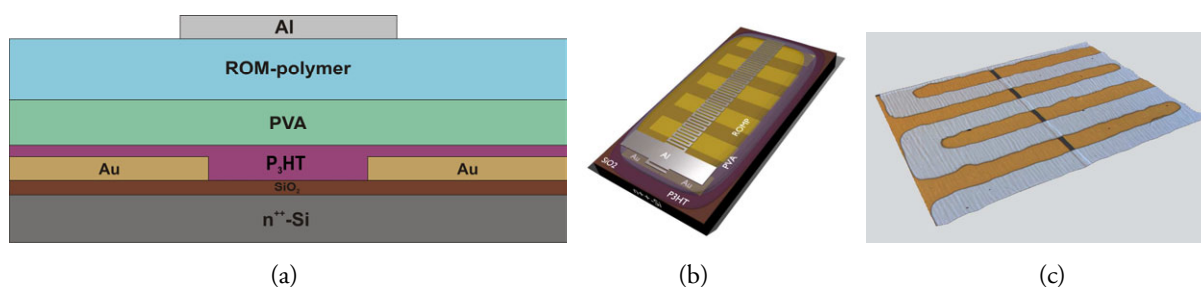 Al
ROM-polymer
PVA
Au
P₃HT
Au
SiO₂
n⁺⁺-Si
(a)
ROMP
PVA
Al
Au
Au
SiO2
P3HT
(b)
(c)